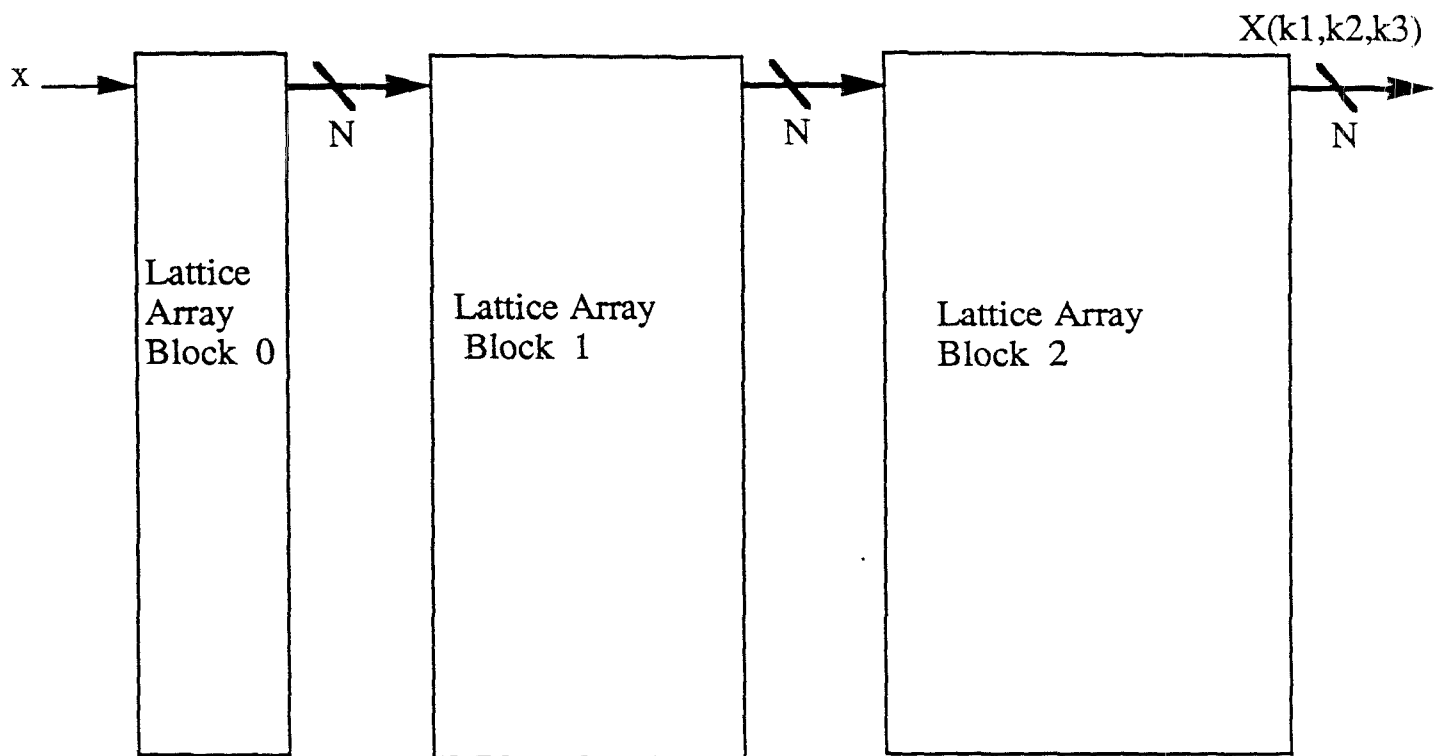 X(k1,k2,k3)
x
N
N
N
Lattice
Array
Block 0
Lattice Array
Block 1
Lattice Array
Block 2